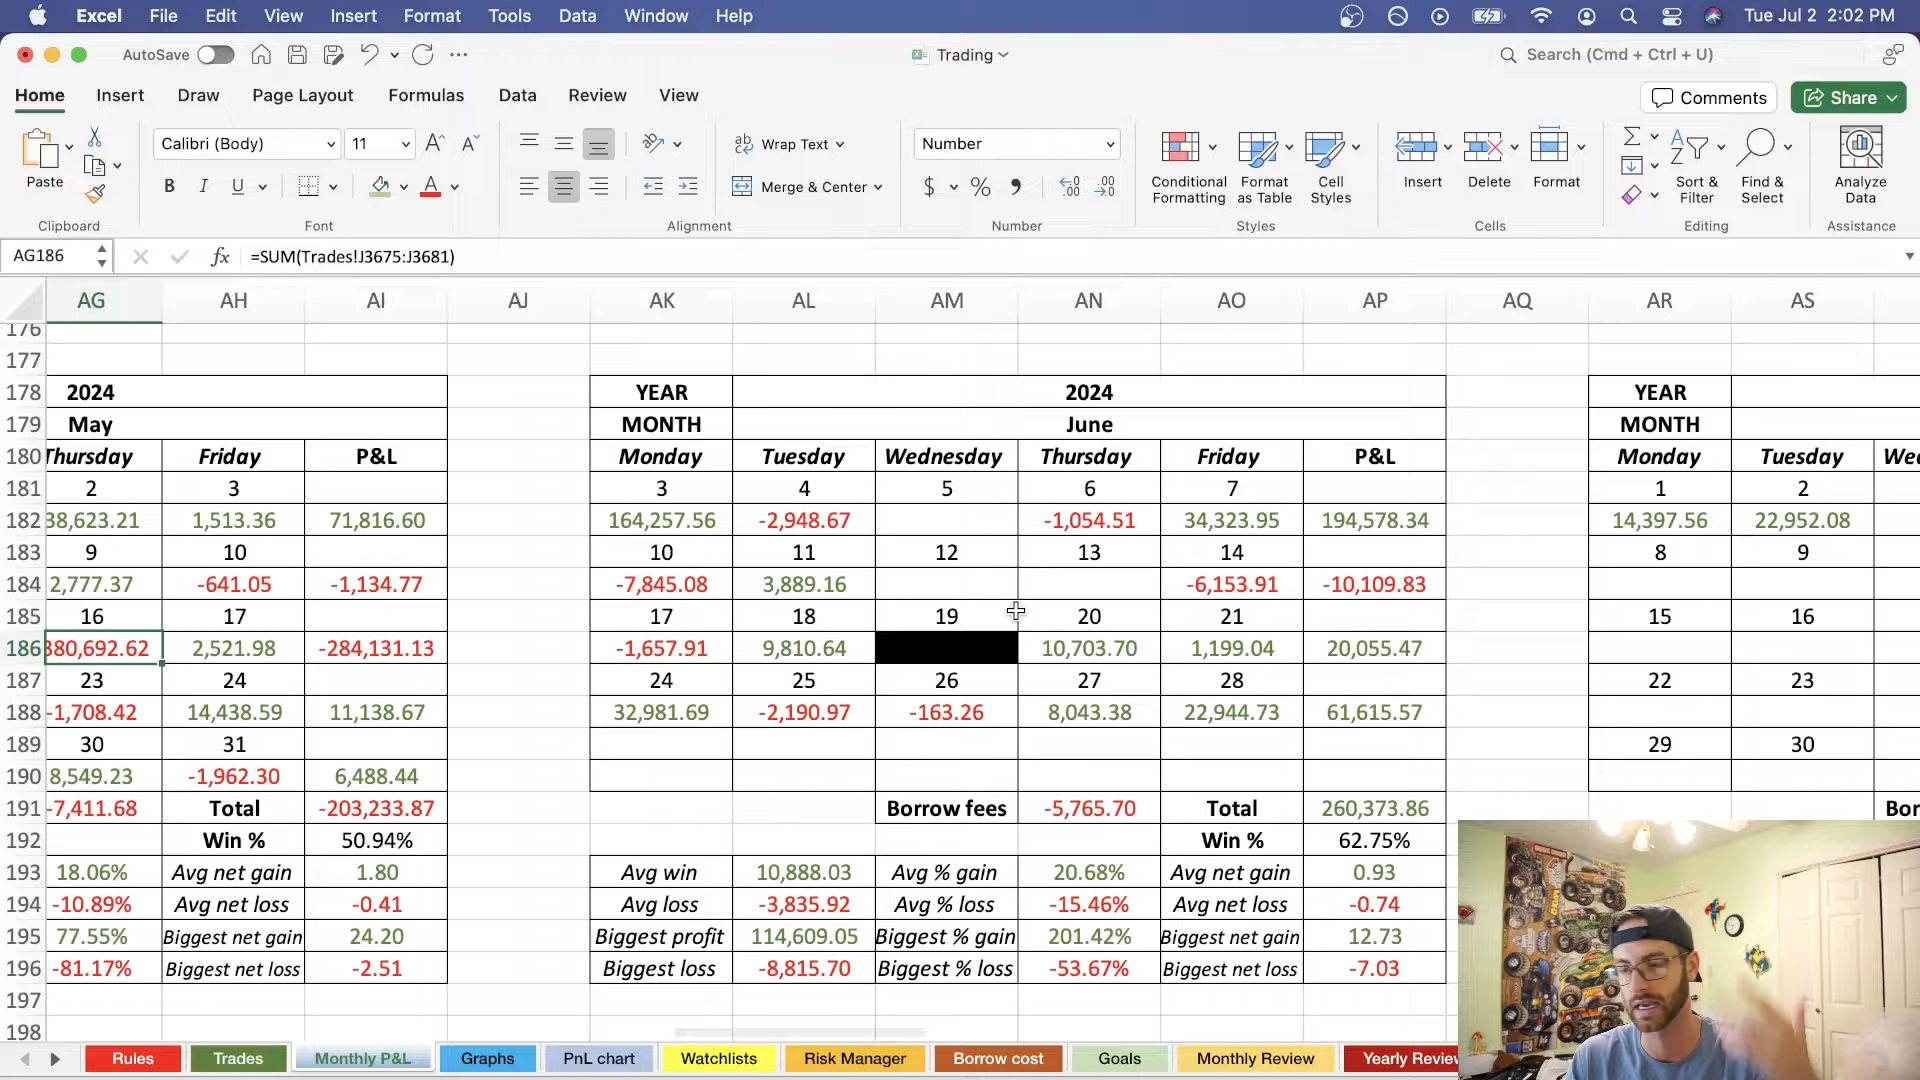 Excel File Edit View Insert Format Tools Data Window Help Tue Jul 2 2:02 PM
AutoSave Trading Search (Cmd + Ctrl + U)
Home Insert Draw Page Layout Formulas Data Review View Comments Share
Paste Calibri (Body) 11 Wrap Text Number Conditional Formatting Format as Table Cell Styles Insert Delete Format Sort & Filter Find & Select Analyze Data
B I U Merge & Center $ %
Clipboard Font Alignment Number Styles Cells Editing Assistance
AG186 fx =SUM(Trades!J3675:J3681)
AG AH AI AJ AK AL AM AN AO AP AQ AR AS
176
177
178 2024 YEAR 2024 YEAR
179 May MONTH June MONTH
180 Thursday Friday P&L Monday Tuesday Wednesday Thursday Friday P&L Monday Tuesday
181 2 3 3 4 5 6 7 1 2
182 38,623.21 1,513.36 71,816.60 164,257.56 -2,948.67 -1,054.51 34,323.95 194,578.34 14,397.56 22,952.08
183 9 10 10 11 12 13 14 8 9
184 2,777.37 -641.05 -1,134.77 -7,845.08 3,889.16 -6,153.91 -10,109.83
185 16 17 17 18 19 20 21 15 16
186 380,692.62 2,521.98 -284,131.13 -1,657.91 9,810.64 10,703.70 1,199.04 20,055.47
187 23 24 24 25 26 27 28 22 23
188 -1,708.42 14,438.59 11,138.67 32,981.69 -2,190.97 -163.26 8,043.38 22,944.73 61,615.57
189 30 31 29 30
190 8,549.23 -1,962.30 6,488.44
191 -7,411.68 Total -203,233.87 Borrow fees -5,765.70 Total 260,373.86
192 Win % 50.94% Win % 62.75%
193 18.06% Avg net gain 1.80 Avg win 10,888.03 Avg % gain 20.68% Avg net gain 0.93
194 -10.89% Avg net loss -0.41 Avg loss -3,835.92 Avg % loss -15.46% Avg net loss -0.74
195 77.55% Biggest net gain 24.20 Biggest profit 114,609.05 Biggest % gain 201.42% Biggest net gain 12.73
196 -81.17% Biggest net loss -2.51 Biggest loss -8,815.70 Biggest % loss -53.67% Biggest net loss -7.03
197
198
Rules Trades Monthly P&L Graphs PnL chart Watchlists Risk Manager Borrow cost Goals Monthly Review Yearly Review